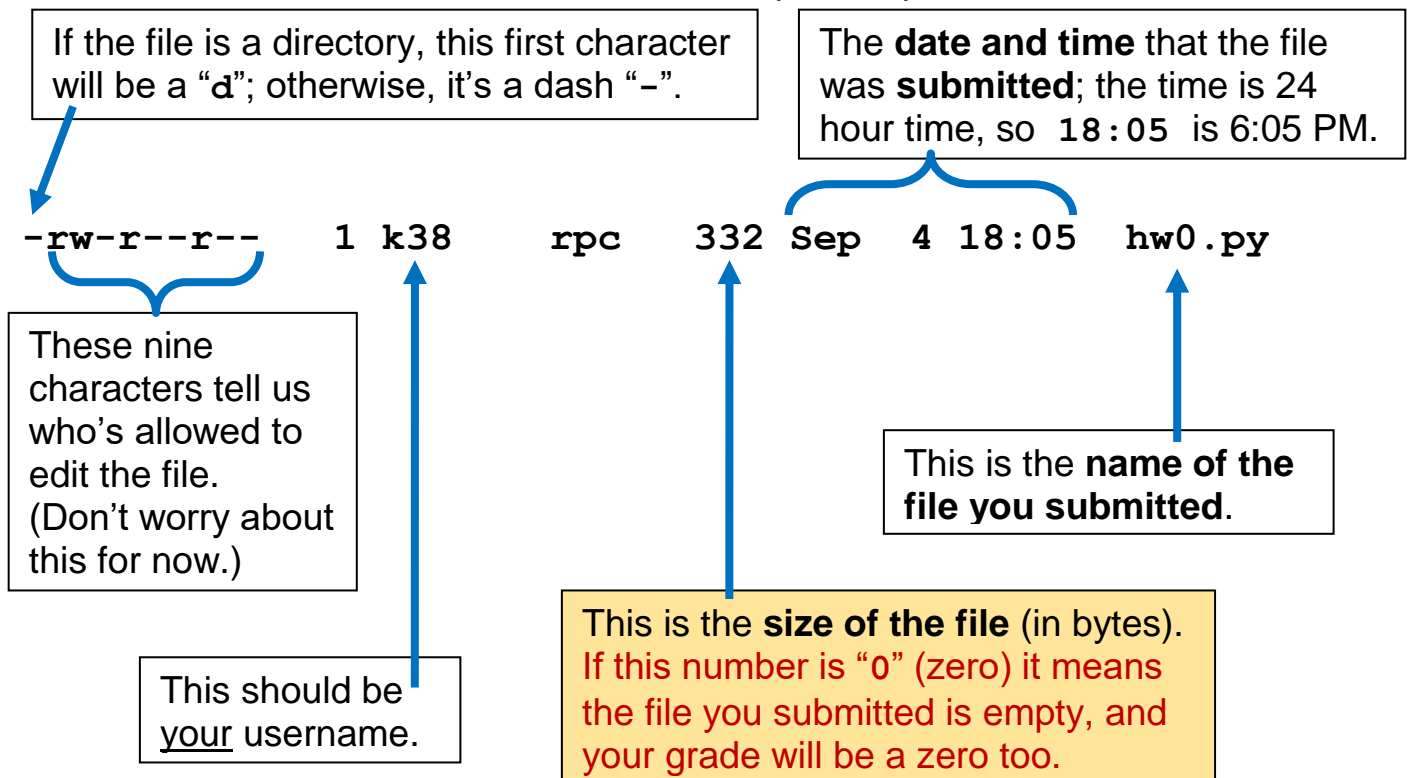 If the file is a directory, this first character
will be a “d”; otherwise, it’s a dash “-”.
The date and time that the file
was submitted; the time is 24
hour time, so 18:05 is 6:05 PM.
-rw-r--r-- 1 k38 rpc 332 Sep 4 18:05 hw0.py
These nine
characters tell us
who’s allowed to
edit the file.
(Don’t worry about
this for now.)
This is the name of the
file you submitted.
This should be
your username.
This is the size of the file (in bytes).
If this number is “0” (zero) it means
the file you submitted is empty, and
your grade will be a zero too.